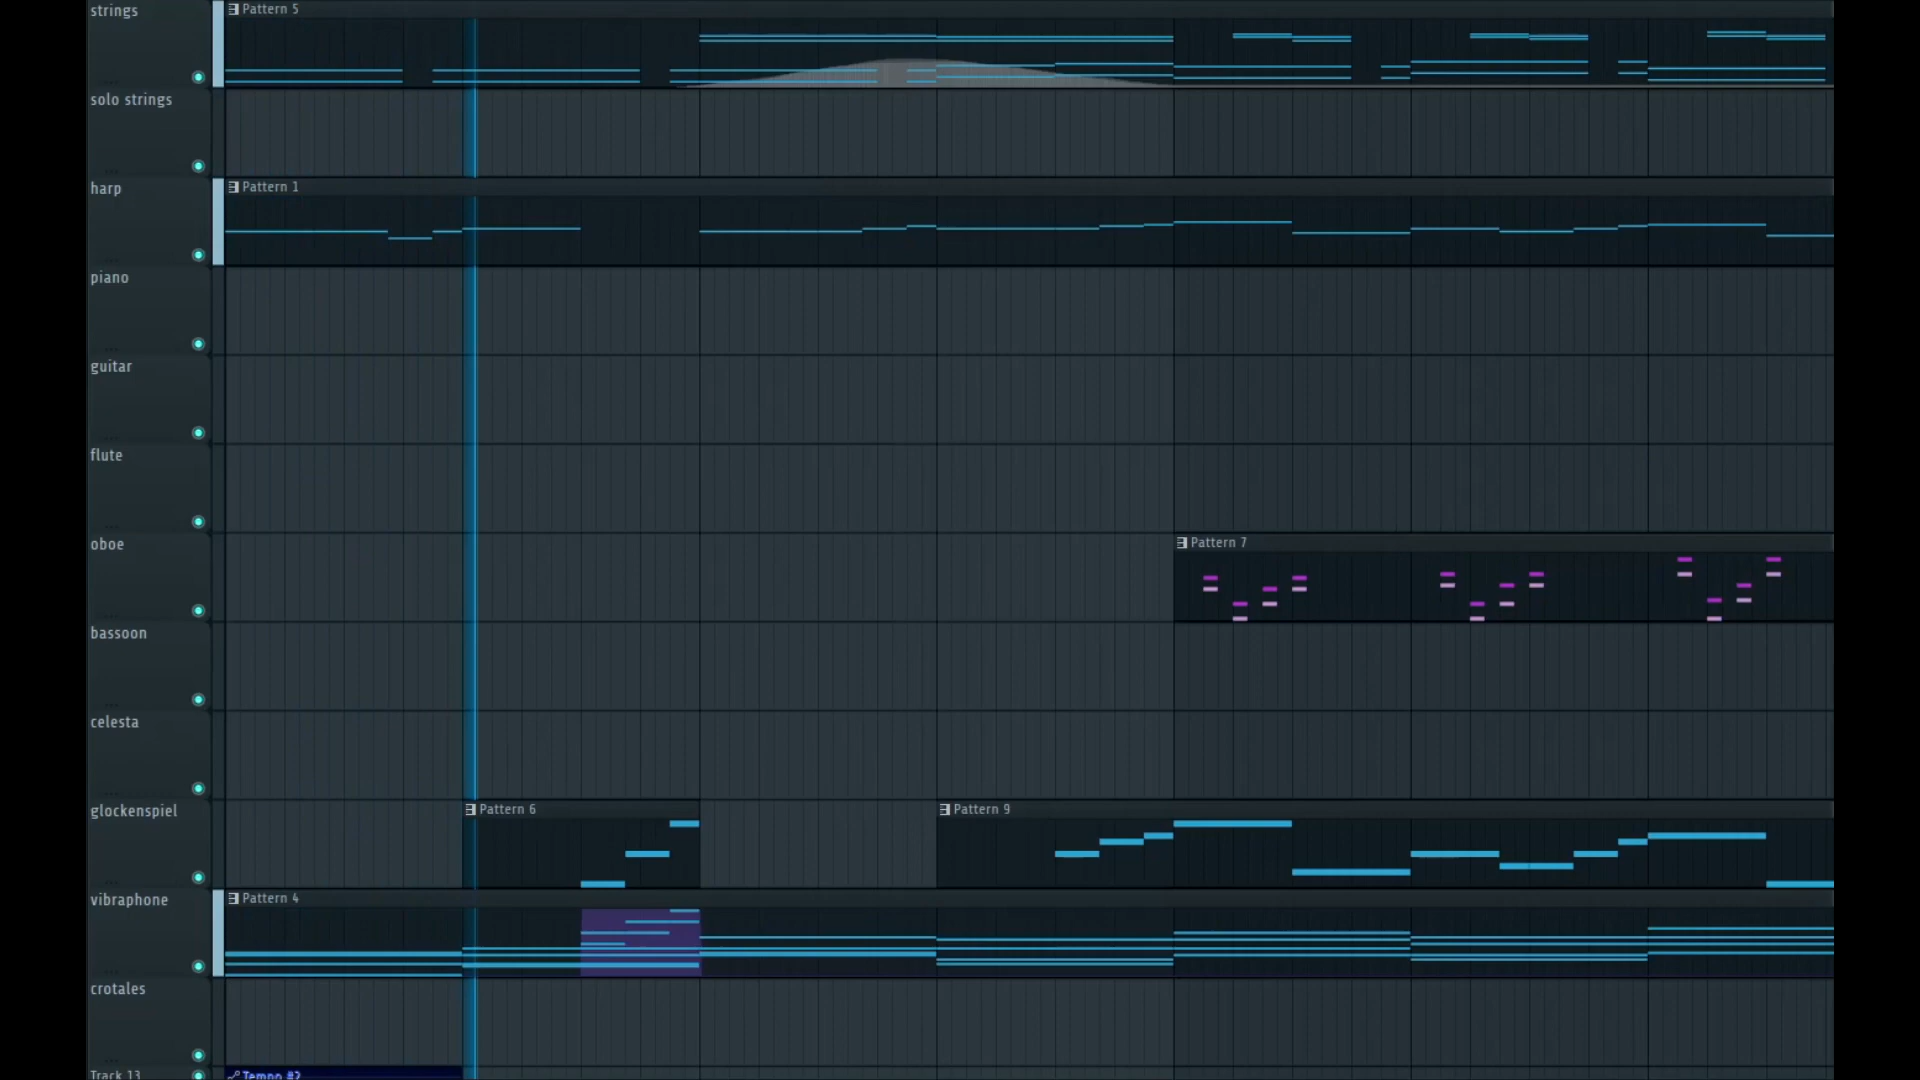 strings
Pattern 5
solo strings
harp
Pattern 1
piano
guitar
flute
oboe
Pattern 7
bassoon
celesta
glockenspiel
Pattern 6
Pattern 9
vibraphone
Pattern 4
crotales
Track 13
Tempo #2